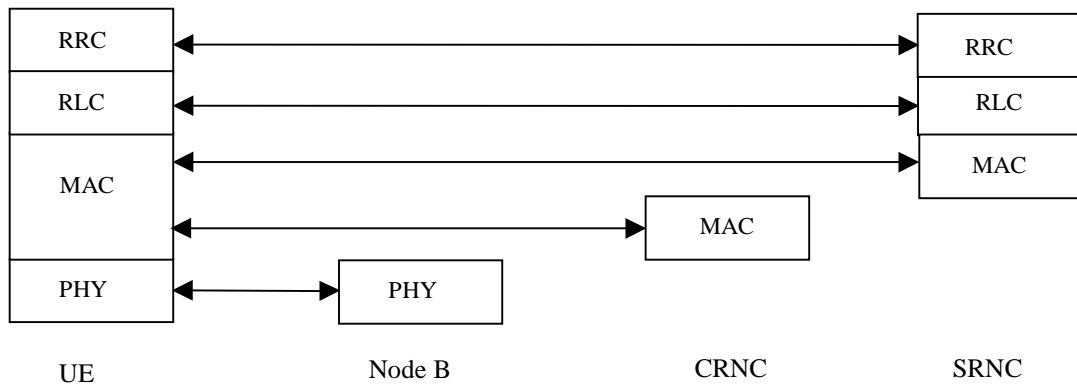 RRC RRC
RLC RLC
MAC MAC
MAC
PHY PHY
UE Node B CRNC SRNC